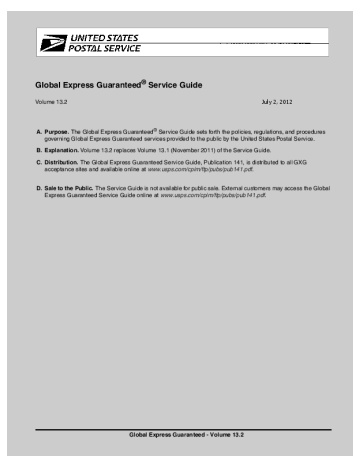 UNITED STATES
POSTAL SERVICE
Global Express Guaranteed® Service Guide
Volume 13.2 July 2, 2012
A. Purpose. The Global Express Guaranteed® Service Guide sets forth the policies, regulations, and procedures
governing Global Express Guaranteed services provided to the public by the United States Postal Service.
B. Explanation. Volume 13.2 replaces Volume 13.1 (November 2011) of the Service Guide.
C. Distribution. The Global Express Guaranteed Service Guide, Publication 141, is distributed to all GXG
acceptance sites and available online at www.usps.com/cpim/ftp/pubs/pub141.pdf.
D. Sale to the Public. The Service Guide is not available for public sale. External customers may access the Global
Express Guaranteed Service Guide online at www.usps.com/cpim/ftp/pubs/pub141.pdf.
Global Express Guaranteed - Volume 13.2